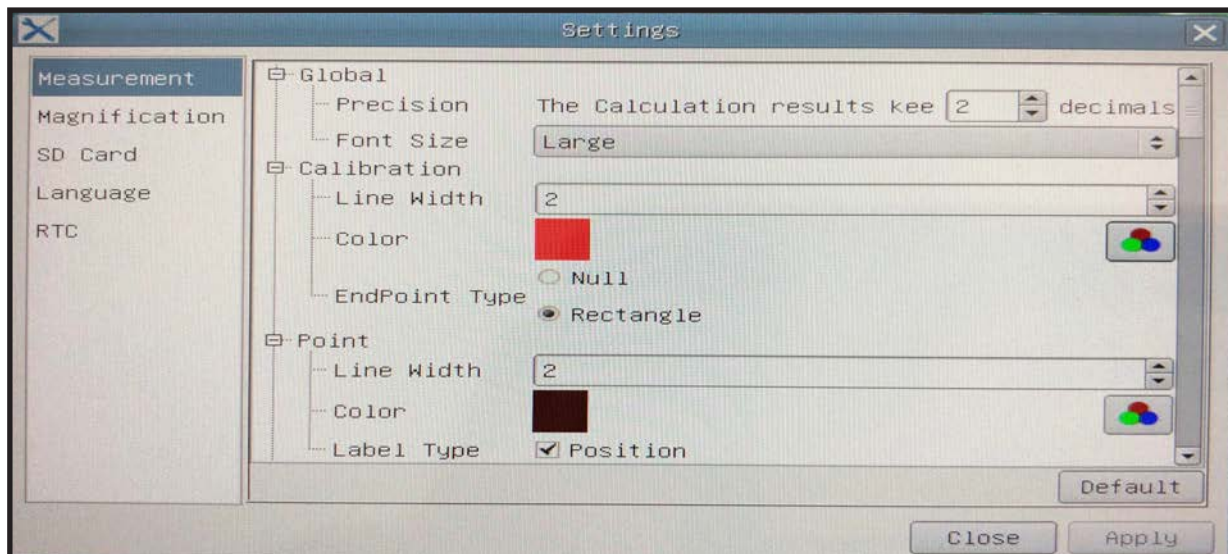 Settings
Measurement
Magnification
SD Card
Language
RTC
Global
Precision The Calculation results kee 2 decimals
Font Size Large
Calibration
Line Width 2
Color
EndPoint Type
Null
Rectangle
Point
Line Width 2
Color
Label Type Position
Default
Close Apply